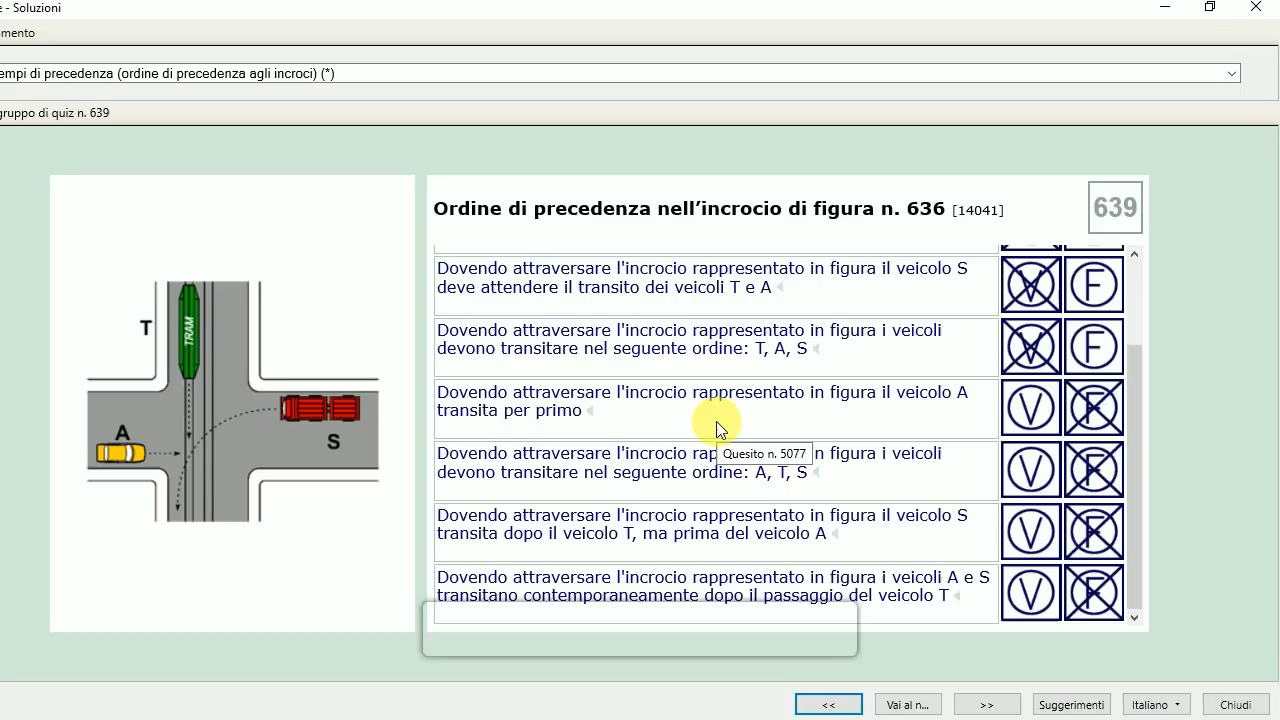 e - Soluzioni
mento
empi di precedenza (ordine di precedenza agli incroci) (*)
gruppo di quiz n. 639
Ordine di precedenza nell’incrocio di figura n. 636 [14041]
639
Dovendo attraversare l'incrocio rappresentato in figura il veicolo S
deve attendere il transito dei veicoli T e A
V F
Dovendo attraversare l'incrocio rappresentato in figura i veicoli
devono transitare nel seguente ordine: T, A, S
V F
Dovendo attraversare l'incrocio rappresentato in figura il veicolo A
transita per primo
V F
Dovendo attraversare l'incrocio rap n figura i veicoli
Quesito n. 5077
devono transitare nel seguente ordine: A, T, S
V F
Dovendo attraversare l'incrocio rappresentato in figura il veicolo S
transita dopo il veicolo T, ma prima del veicolo A
V F
Dovendo attraversare l'incrocio rappresentato in figura i veicoli A e S
transitano contemporaneamente dopo il passaggio del veicolo T
V F
T
TRAM
A
S
<<
Vai al n...
>>
Suggerimenti
Italiano
Chiudi